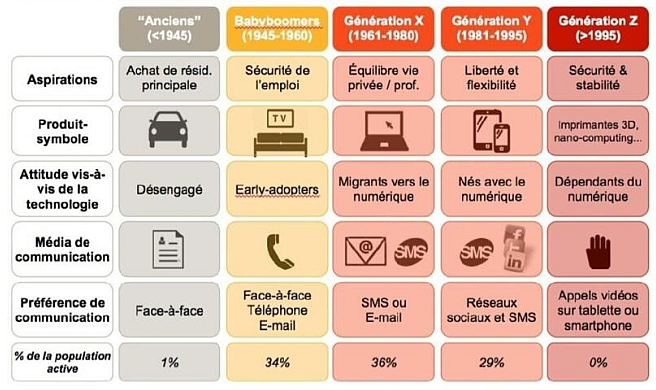 “Anciens”
(<1945)
Babyboomers
(1945-1960)
Génération X
(1961-1980)
Génération Y
(1981-1995)
Génération Z
(>1995)
Aspirations
Achat de résid.
principale
Sécurité de
l'emploi
Équilibre vie
privée / prof.
Liberté et
flexibilité
Sécurité &
stabilité
Produit-
symbole
TV
Imprimantes 3D,
nano-computing...
Attitude vis-à-
vis de la
technologie
Désengagé
Early-adopters
Migrants vers le
numérique
Nés avec le
numérique
Dépendants du
numérique
Média de
communication
@
SMS
SMS
f
in
Préférence de
communication
Face-à-face
Face-à-face
Téléphone
E-mail
SMS ou
E-mail
Réseaux
sociaux et SMS
Appels vidéos
sur tablette ou
smartphone
% de la population
active
1%
34%
36%
29%
0%